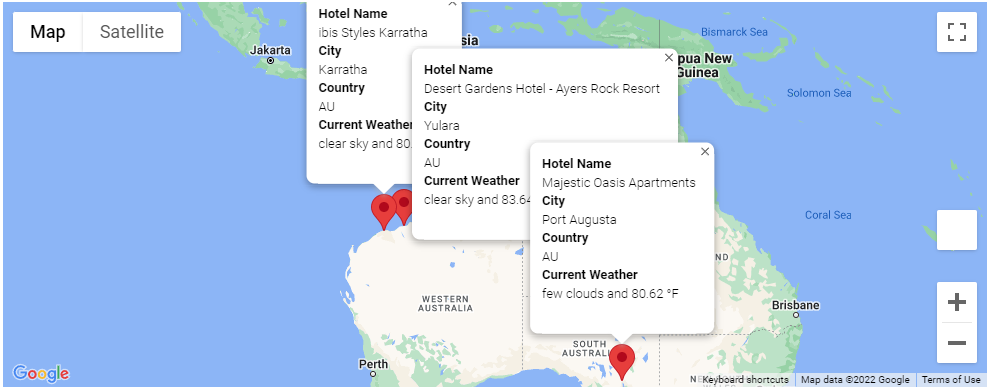 Map
Satellite
Jakarta
Hotel Name
ibis Styles Karratha
City
Karratha
Country
AU
Current Weather
clear sky and 80.
sia
Hotel Name
Desert Gardens Hotel - Ayers Rock Resort
City
Yulara
Country
AU
Current Weather
clear sky and 83.64
Bismarck Sea
pua New
Guinea
Solomon Sea
Hotel Name
Majestic Oasis Apartments
City
Port Augusta
Country
AU
Current Weather
few clouds and 80.62 °F
Coral Sea
ND
WESTERN
AUSTRALIA
SOUTH
AUSTRAL
Brisbane
Perth
NE
Google
Keyboard shortcuts
Map data ©2022 Google
Terms of Use